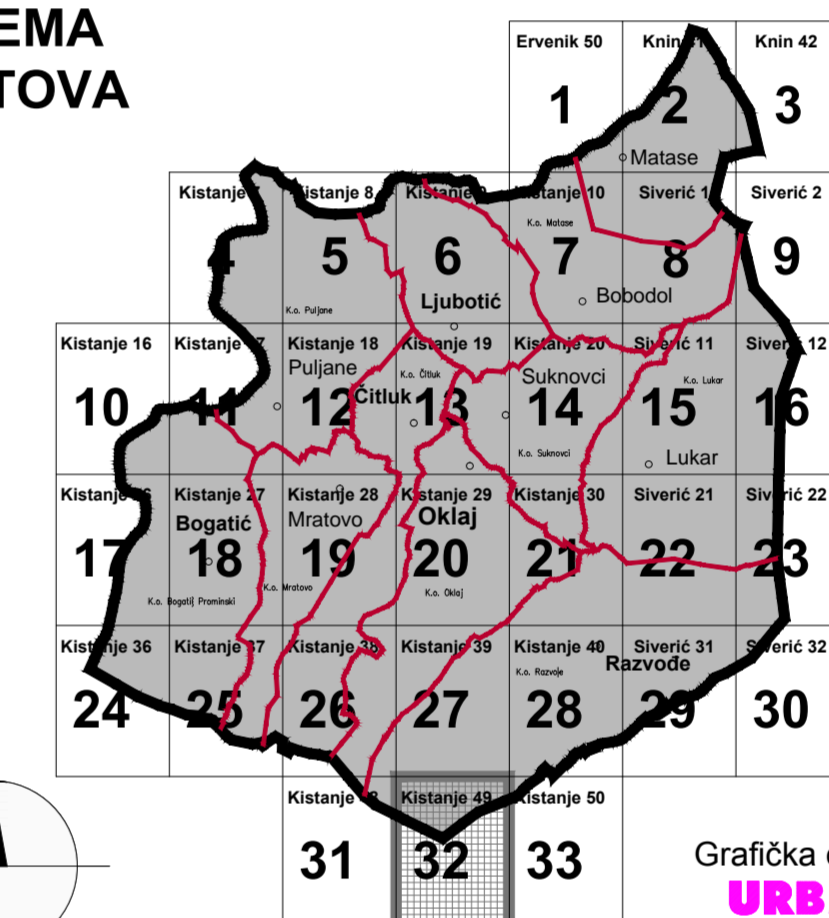 EMA
TOVA
Ervenik 50 Knin 42
1 2 3
Matase
Kistanje 8 Kistanje 10 Siverić 1 Siverić 2
K.o. Matase
4 5 6 7 8 9
Ljubotić Bobodol
K.o. Puljane
Kistanje 16 Kistanje 17 Kistanje 18 Kistanje 19 Kistanje 20 Siverić 11 Siverić 12
Puljane K.o. Čitluk Suknovci K.o. Lukar
10 11 12 Čitluk 13 14 15 16
K.o. Suknovci Lukar
Kistanje 26 Kistanje 27 Kistanje 28 Kistanje 29 Kistanje 30 Siverić 21 Siverić 22
Bogatić Mratovo Oklaj
17 18 19 20 21 22 23
K.o. Bogatij Prominski K.o. Mratovo K.o. Oklaj
Kistanje 36 Kistanje 37 Kistanje 38 Kistanje 39 Kistanje 40 Siverić 31 Siverić 32
K.o. Razvoje Razvođe
24 25 26 27 28 29 30
Kistanje 49 Kistanje 50
31 32 33
Grafička
URB